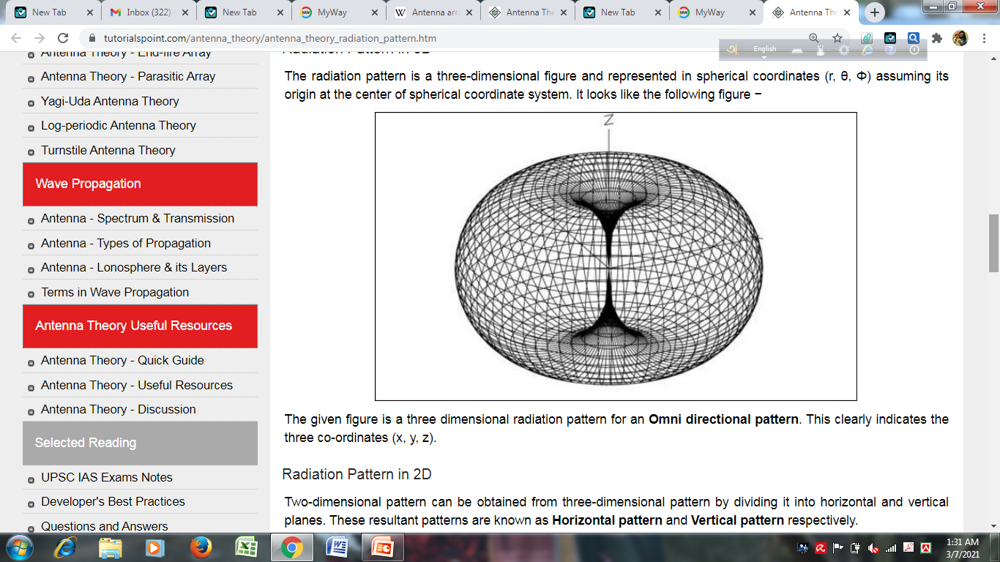 New Tab
Inbox (322)
New Tab
MyWay
Antenna arr
Antenna The
New Tab
MyWay
Antenna The
tutorialspoint.com/antenna_theory/antenna_theory_radiation_pattern.htm
English
Antenna Theory - End-fire Array
Antenna Theory - Parasitic Array
Yagi-Uda Antenna Theory
Log-periodic Antenna Theory
Turnstile Antenna Theory
Wave Propagation
Antenna - Spectrum & Transmission
Antenna - Types of Propagation
Antenna - Lonosphere & its Layers
Terms in Wave Propagation
Antenna Theory Useful Resources
Antenna Theory - Quick Guide
Antenna Theory - Useful Resources
Antenna Theory - Discussion
Selected Reading
UPSC IAS Exams Notes
Developer's Best Practices
Questions and Answers
Radiation Pattern in 3D
The radiation pattern is a three-dimensional figure and represented in spherical coordinates (r, θ, Φ) assuming its
origin at the center of spherical coordinate system. It looks like the following figure −
Z
The given figure is a three dimensional radiation pattern for an Omni directional pattern. This clearly indicates the
three co-ordinates (x, y, z).
Radiation Pattern in 2D
Two-dimensional pattern can be obtained from three-dimensional pattern by dividing it into horizontal and vertical
planes. These resultant patterns are known as Horizontal pattern and Vertical pattern respectively.
1:31 AM
3/7/2021